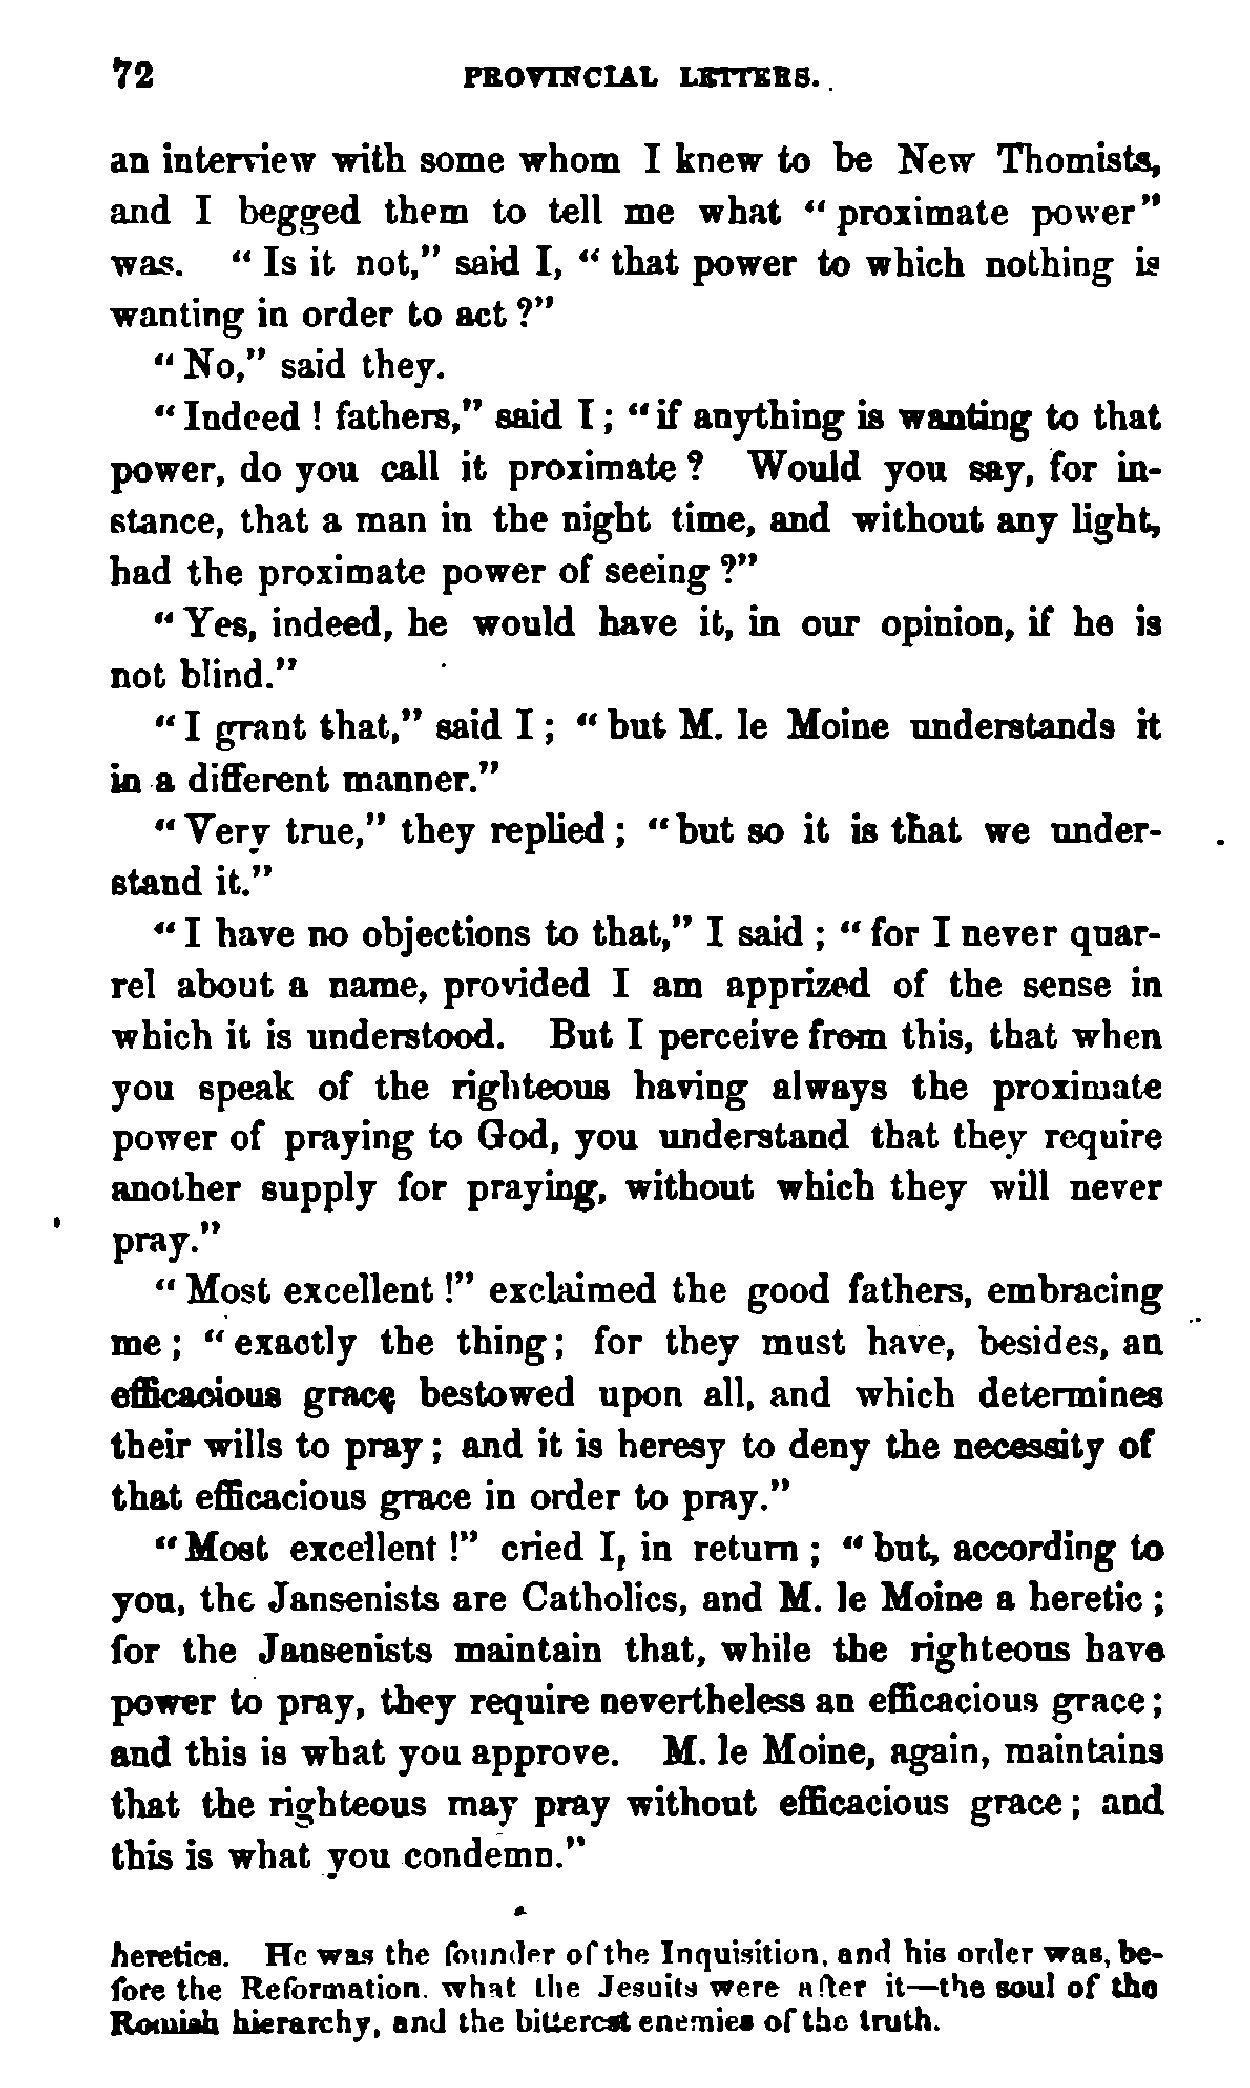 72 PROVINCIAL LETTERS.
an interview with some whom I knew to be New Thomists,
and I begged them to tell me what "proximate power"
was. "Is it not," said I, "that power to which nothing is
wanting in order to act?"
"No," said they.
"Indeed! fathers," said I; "if anything is wanting to that
power, do you call it proximate? Would you say, for in-
stance, that a man in the night time, and without any light,
had the proximate power of seeing?"
"Yes, indeed, he would have it, in our opinion, if he is
not blind."
"I grant that," said I; "but M. le Moine understands it
in a different manner."
"Very true," they replied; "but so it is that we under-
stand it."
"I have no objections to that," I said; "for I never quar-
rel about a name, provided I am apprized of the sense in
which it is understood. But I perceive from this, that when
you speak of the righteous having always the proximate
power of praying to God, you understand that they require
another supply for praying, without which they will never
pray."
"Most excellent!" exclaimed the good fathers, embracing
me; "exactly the thing; for they must have, besides, an
efficacious grace bestowed upon all, and which determines
their wills to pray; and it is heresy to deny the necessity of
that efficacious grace in order to pray."
"Most excellent!" cried I, in return; "but, according to
you, the Jansenists are Catholics, and M. le Moine a heretic;
for the Jansenists maintain that, while the righteous have
power to pray, they require nevertheless an efficacious grace;
and this is what you approve. M. le Moine, again, maintains
that the righteous may pray without efficacious grace; and
this is what you condemn."
heretics. He was the founder of the Inquisition, and his order was, be-
fore the Reformation, what the Jesuits were after it—the soul of the
Romish hierarchy, and the bitterest enemies of the truth.